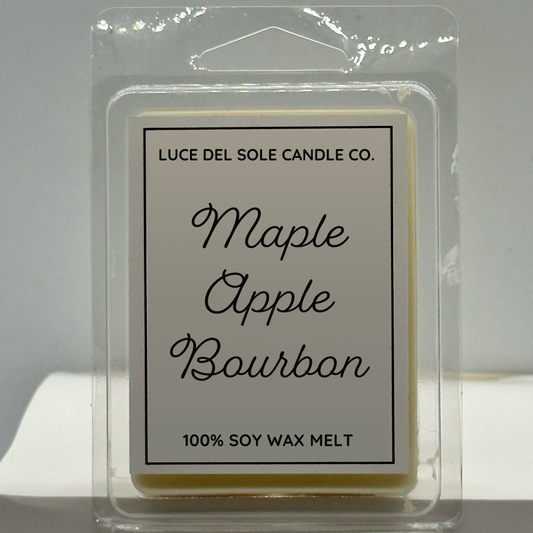 LUCE DEL SOLE CANDLE CO.
Maple
Apple
Bourbon
100% SOY WAX MELT